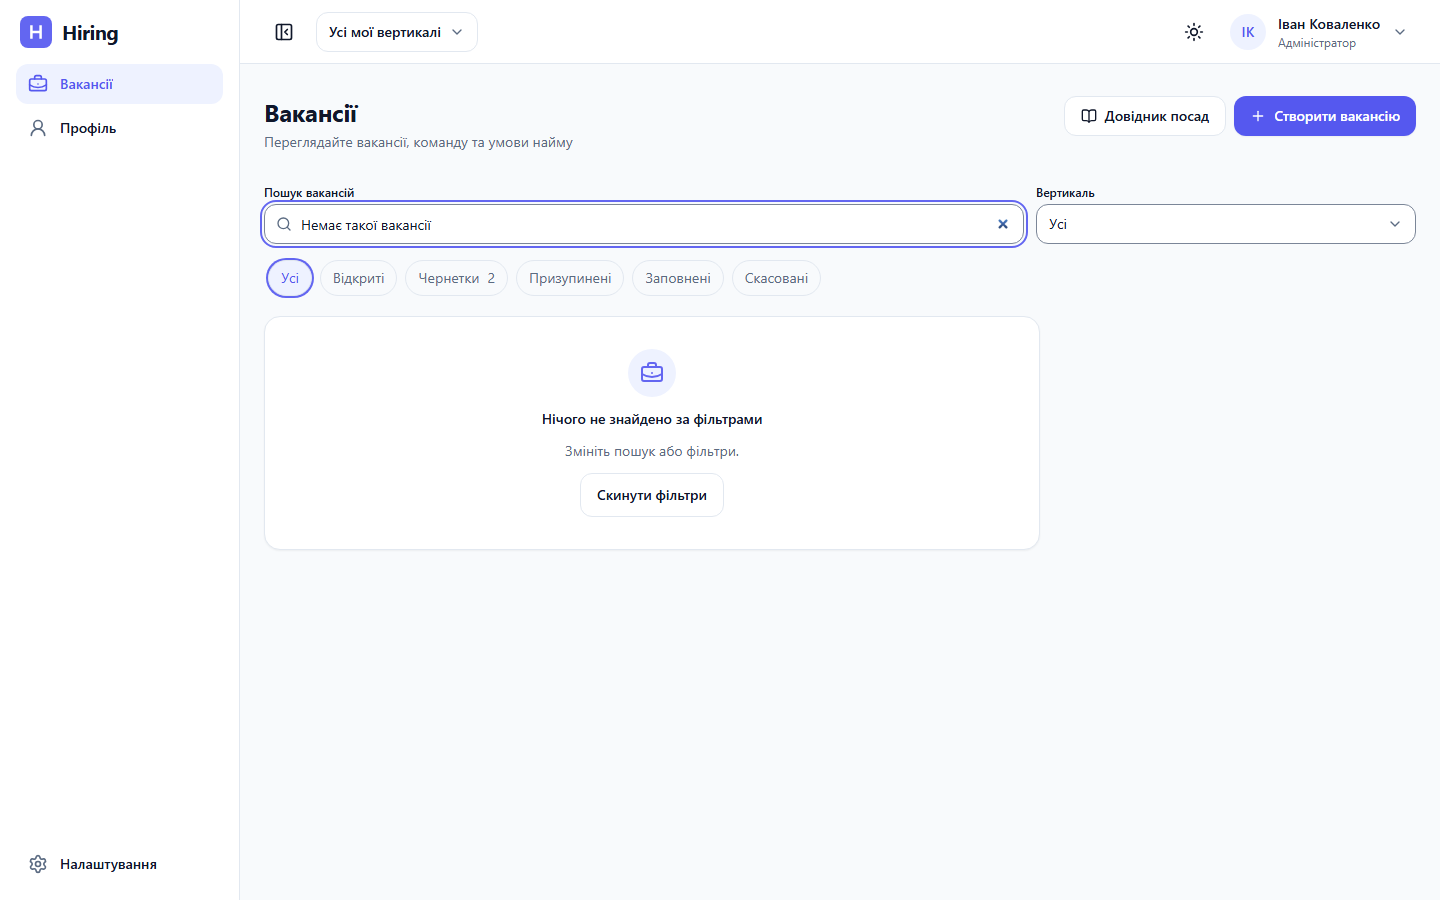 H Hiring
Усі мої вертикалі
ІК
Іван Коваленко
Адміністратор
Вакансії
Профіль
Налаштування
Вакансії
Переглядайте вакансії, команду та умови найму
Довідник посад
Створити вакансію
Пошук вакансій
Немає такої вакансії
Вертикаль
Усі
Усі
Відкриті
Чернетки 2
Призупинені
Заповнені
Скасовані
Нічого не знайдено за фільтрами
Змініть пошук або фільтри.
Скинути фільтри